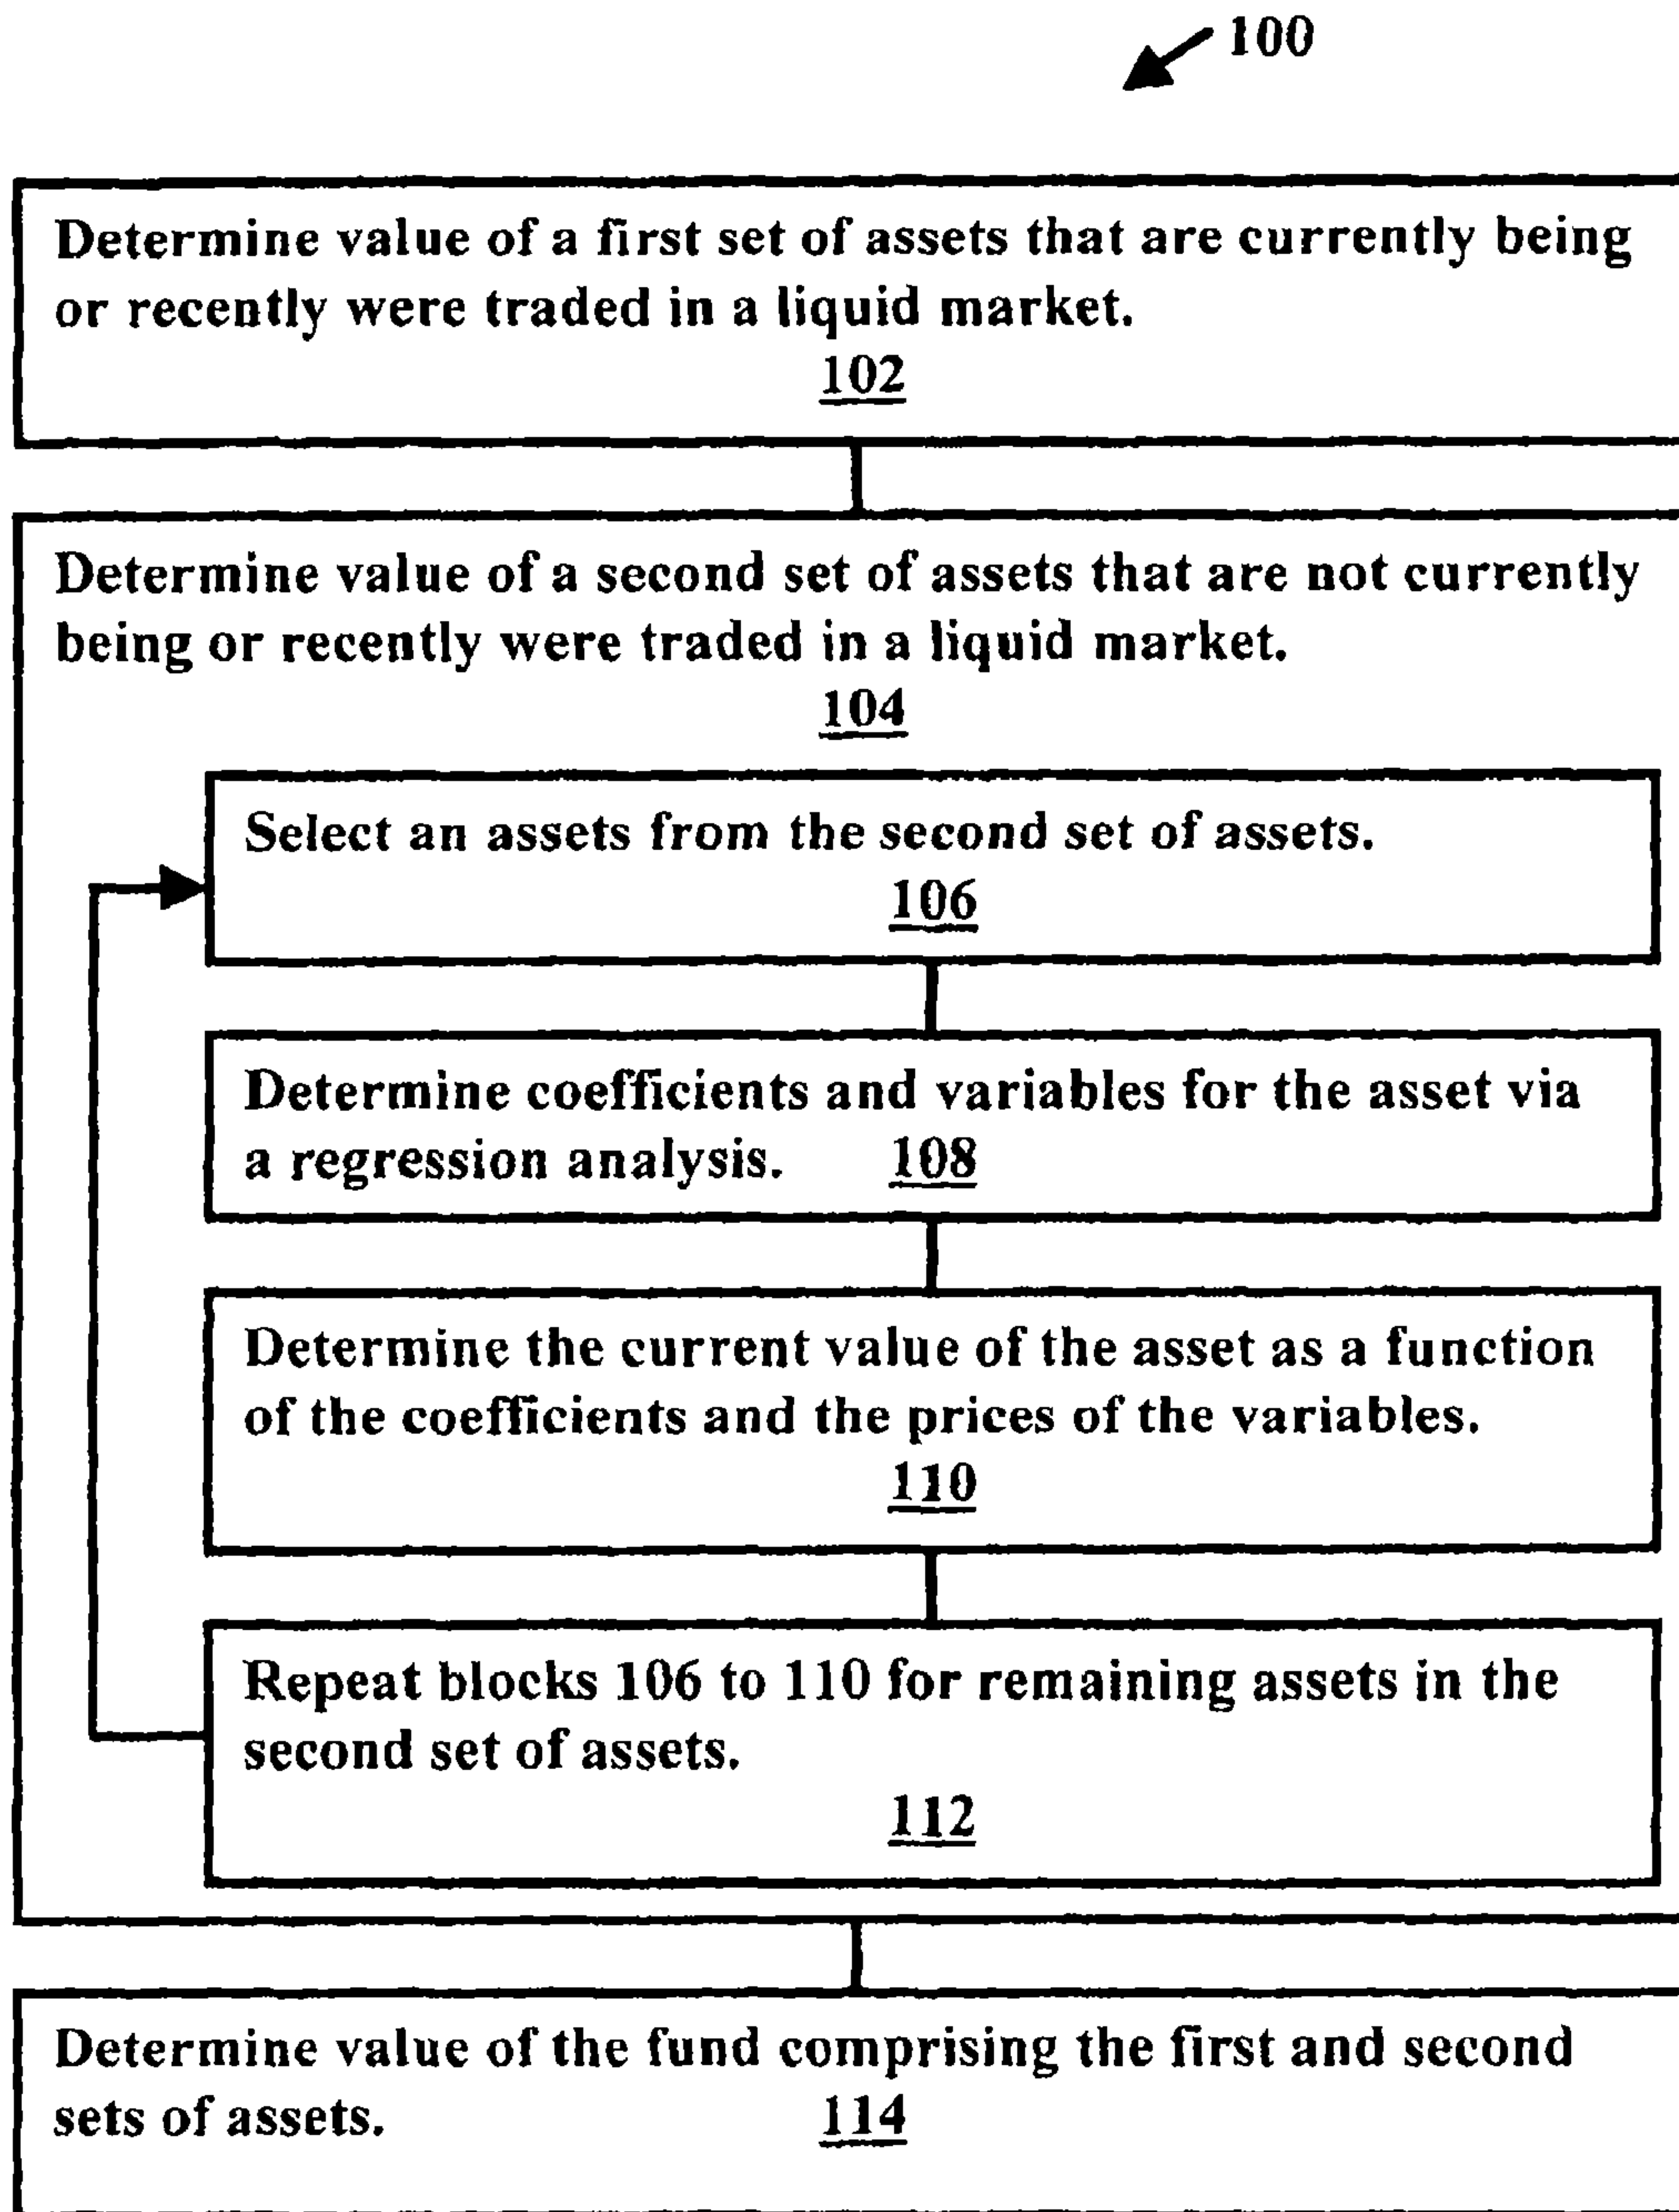 100
Determine value of a first set of assets that are currently being
or recently were traded in a liquid market.
102
Determine value of a second set of assets that are not currently
being or recently were traded in a liquid market.
104
Select an assets from the second set of assets.
106
Determine coefficients and variables for the asset via
a regression analysis. 108
Determine the current value of the asset as a function
of the coefficients and the prices of the variables.
110
Repeat blocks 106 to 110 for remaining assets in the
second set of assets.
112
Determine value of the fund comprising the first and second
sets of assets. 114